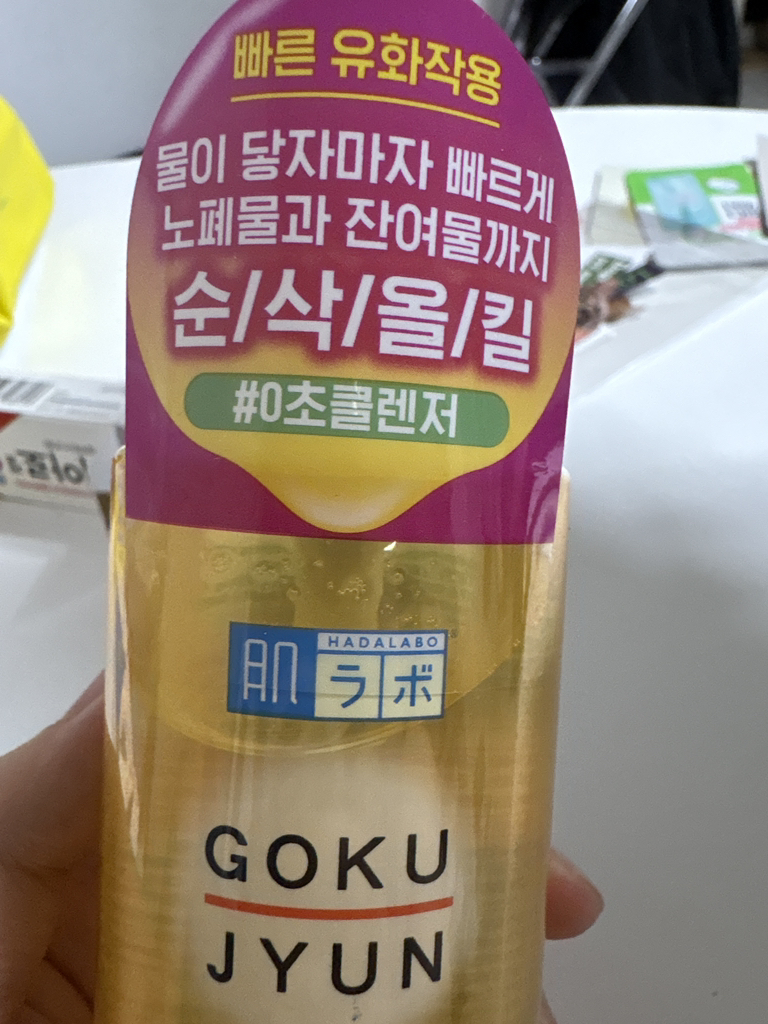 빠른 유화작용
물이 닿자마자 빠르게
노폐물과 잔여물까지
순/삭/올/킬
#0초클렌저
肌
HADALABO
ラボ
GOKU
JYUN